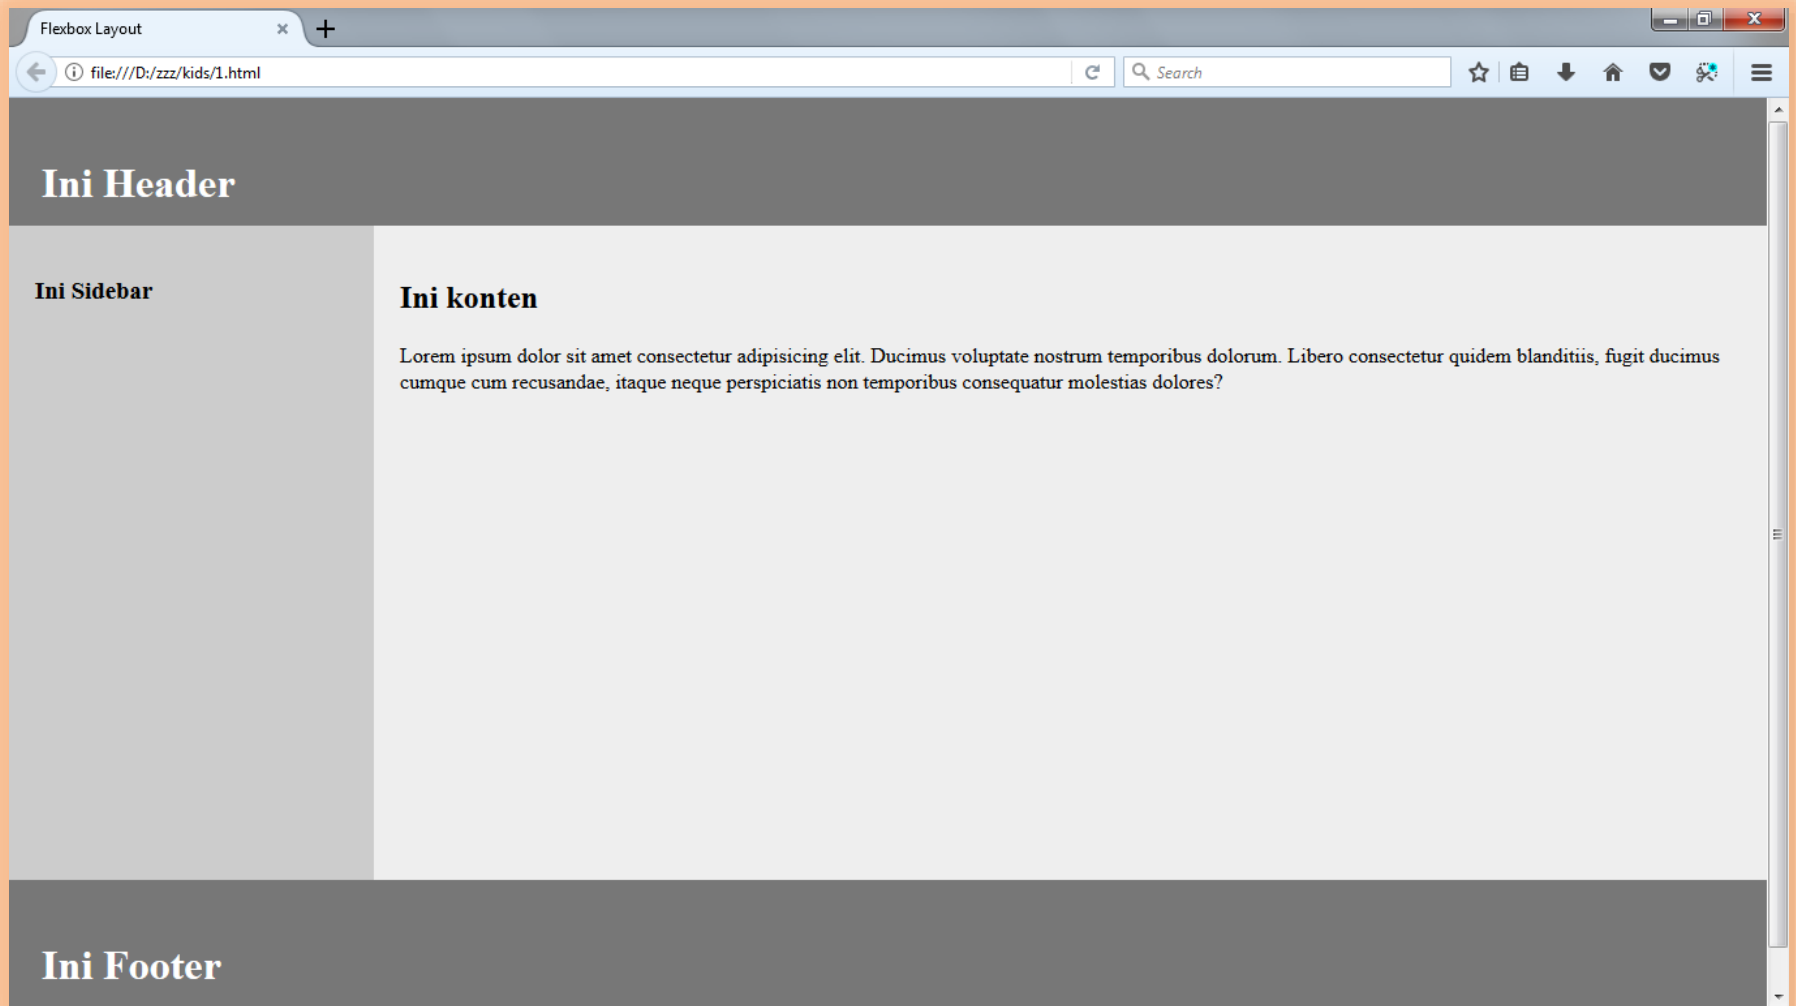 Flexbox Layout
file:///D:/zzz/kids/1.html
Search
Ini Header
Ini Sidebar
Ini konten
Lorem ipsum dolor sit amet consectetur adipisicing elit. Ducimus voluptate nostrum temporibus dolorum. Libero consectetur quidem blanditiis, fugit ducimus
cumque cum recusandae, itaque neque perspiciatis non temporibus consequatur molestias dolores?
Ini Footer